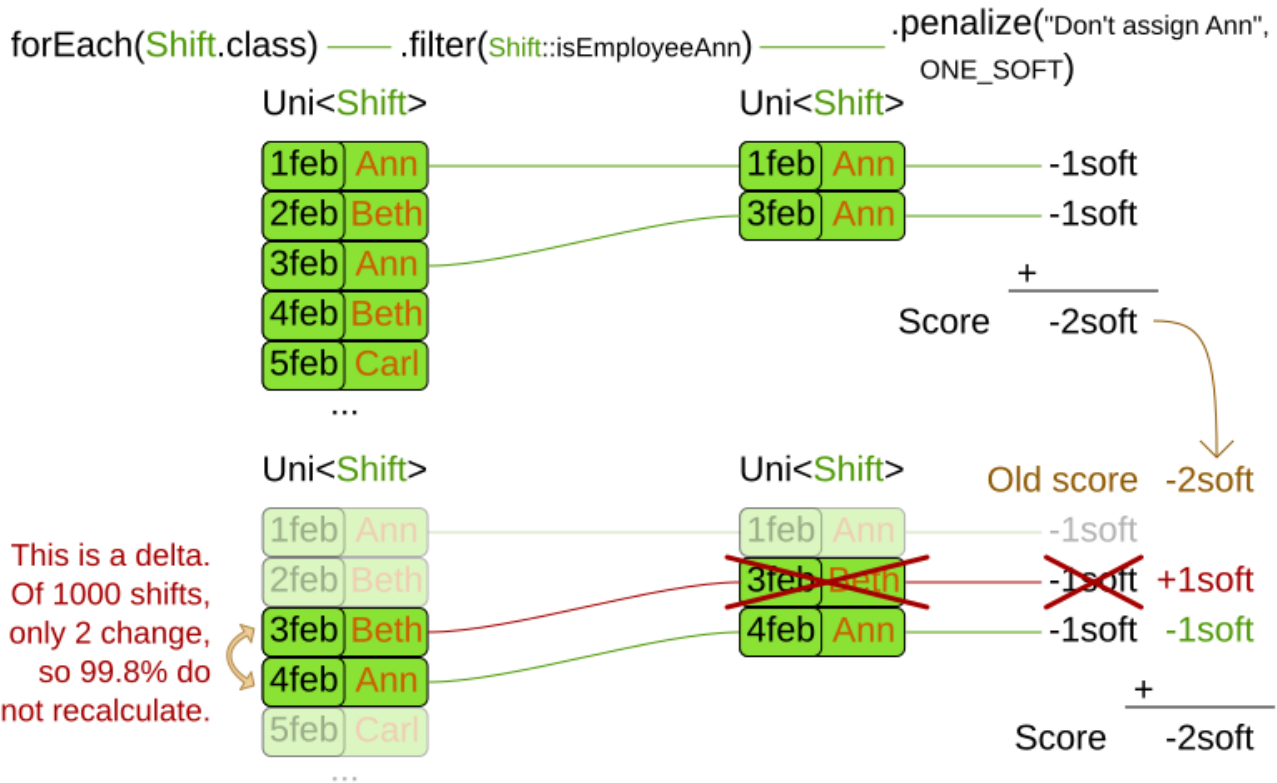 forEach(Shift.class) .filter(Shift::isEmployeeAnn) .penalize("Don't assign Ann",
ONE_SOFT)
Uni<Shift> Uni<Shift>
1feb Ann 1feb Ann -1soft
2feb Beth 3feb Ann -1soft
3feb Ann
+
4feb Beth Score -2soft
5feb Carl
...
Uni<Shift> Uni<Shift>
Old score -2soft
1feb Ann 1feb Ann -1soft
2feb Beth 3feb Beth -1soft +1soft
3feb Beth 4feb Ann -1soft -1soft
4feb Ann
5feb Carl
...
This is a delta.
Of 1000 shifts,
only 2 change,
so 99.8% do
not recalculate.
+
Score -2soft